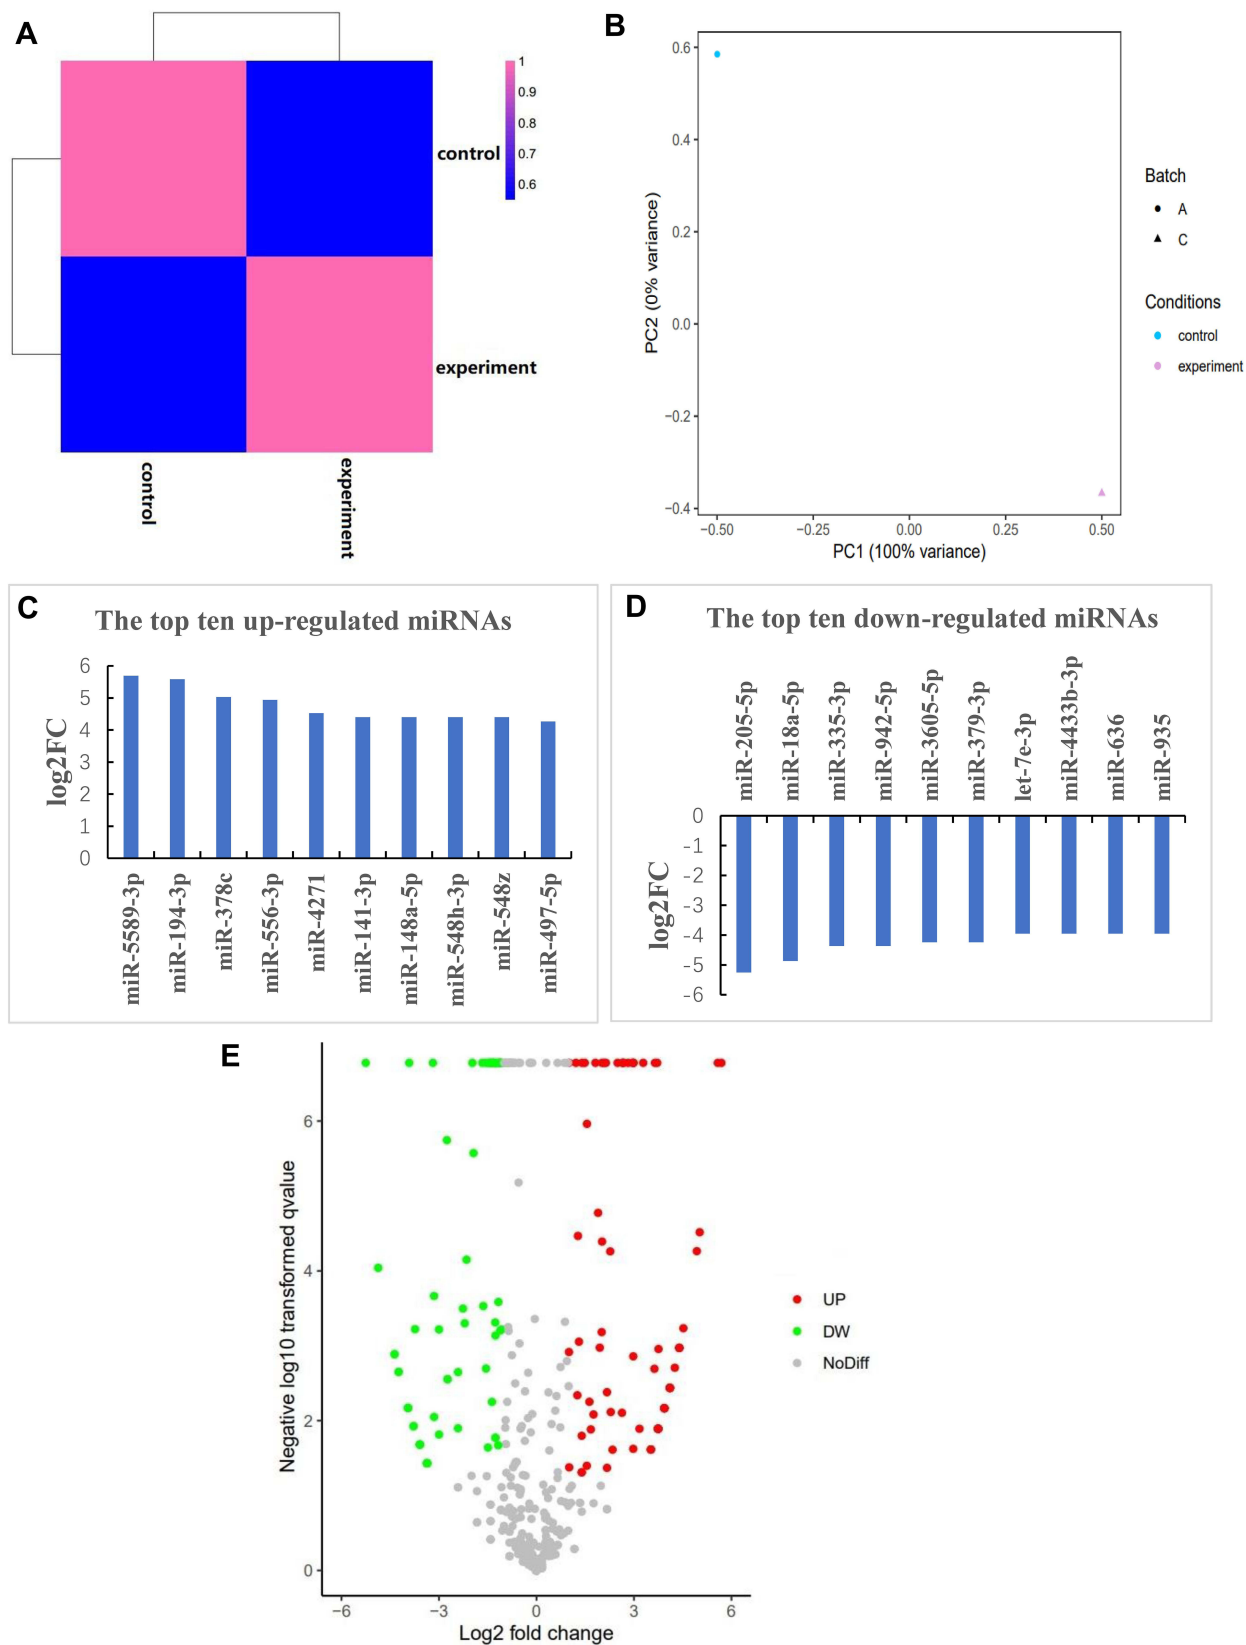 A
1
0.9
0.8
0.7
0.6
control
experiment
control
experiment
B
0.6
0.4
0.2
0.0
−0.2
−0.4
PC2 (0% variance)
−0.50
−0.25
0.00
0.25
0.50
PC1 (100% variance)
Batch
A
C
Conditions
control
experiment
C
The top ten up-regulated miRNAs
6
5
4
3
2
1
0
log2FC
miR-5589-3p
miR-194-3p
miR-378c
miR-556-3p
miR-4271
miR-141-3p
miR-148a-5p
miR-548h-3p
miR-548z
miR-497-5p
D
The top ten down-regulated miRNAs
miR-205-5p
miR-18a-5p
miR-335-3p
miR-942-5p
miR-3605-5p
miR-379-3p
let-7e-3p
miR-4433b-3p
miR-636
miR-935
0
-1
-2
-3
-4
-5
-6
log2FC
E
6
4
2
0
Negative log10 transformed qvalue
−6
−3
0
3
6
Log2 fold change
UP
DW
NoDiff